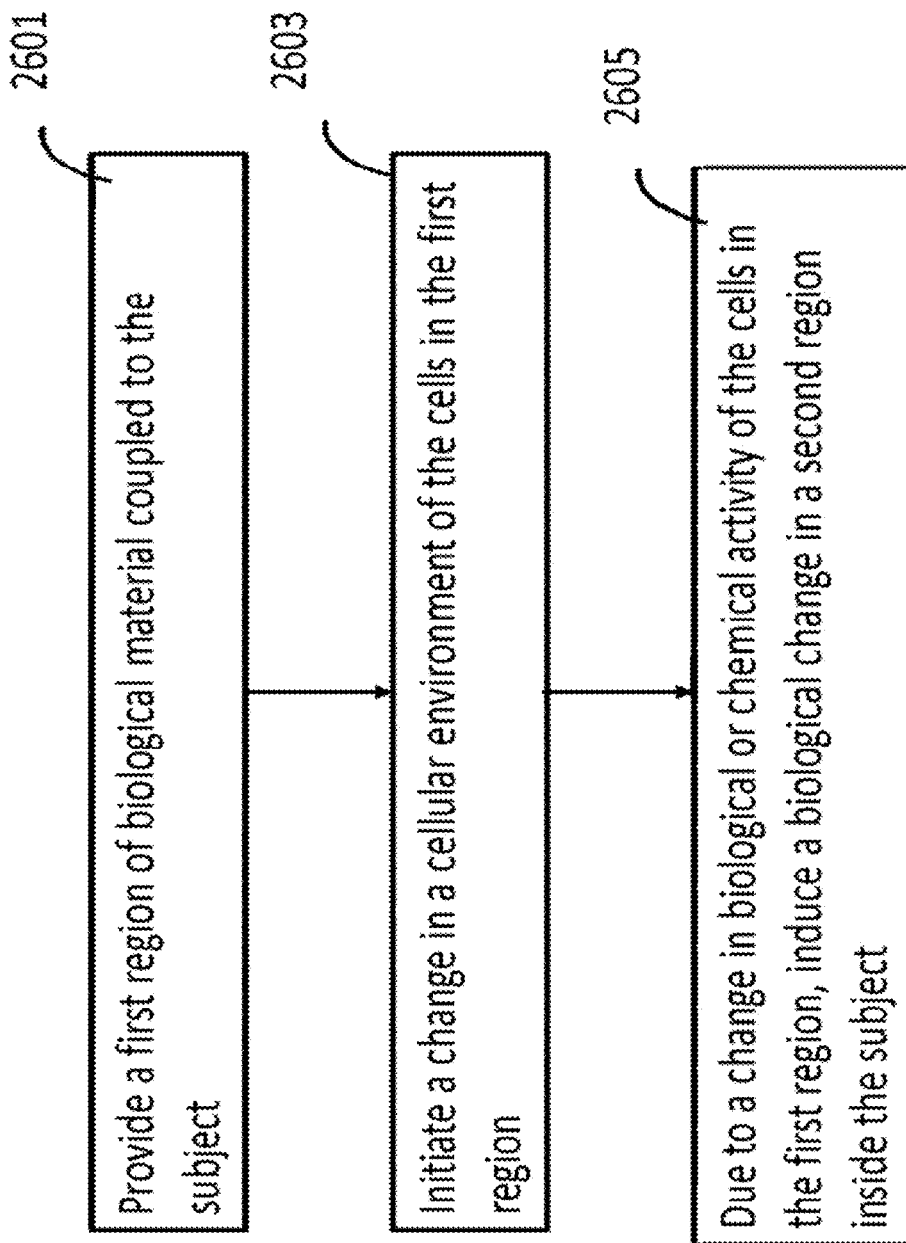 2601
Provide a first region of biological material coupled to the
subject
2603
Initiate a change in a cellular environment of the cells in the first
region
2605
Due to a change in biological or chemical activity of the cells in
the first region, induce a biological change in a second region
inside the subject